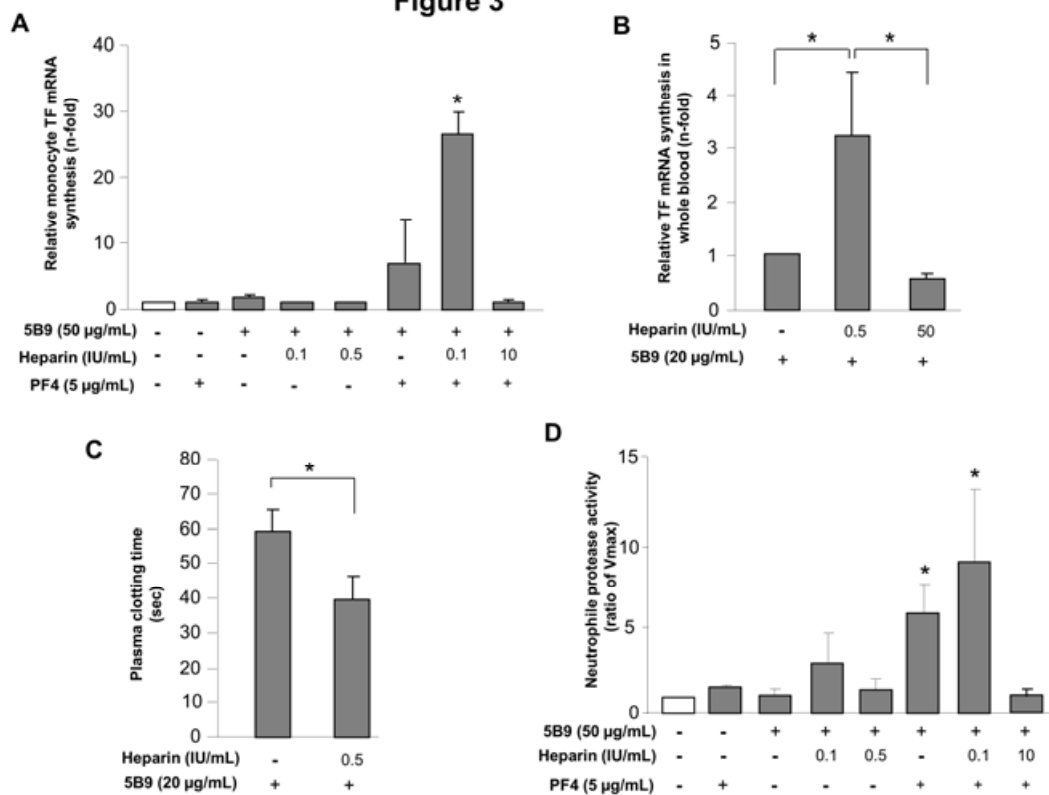 Figure 3
A
Relative monocyte TF mRNA
synthesis (n-fold)
40
30
20
10
0
*
5B9 (50 µg/mL) - - + + + + + +
Heparin (IU/mL) - - - 0.1 0.5 - 0.1 10
PF4 (5 µg/mL) - + - - - + + +
B
Relative TF mRNA synthesis in
whole blood (n-fold)
5
4
3
2
1
0
* *
Heparin (IU/mL) - 0.5 50
5B9 (20 µg/mL) + + +
C
Plasma clotting time
(sec)
80
70
60
50
40
30
20
10
0
*
Heparin (IU/mL) - 0.5
5B9 (20 µg/mL) + +
D
Neutrophile protease activity
(ratio of Vmax)
15
10
5
0
* *
5B9 (50 µg/mL) - - + + + + + +
Heparin (IU/mL) - - - 0.1 0.5 - 0.1 10
PF4 (5 µg/mL) - + - - - + + +